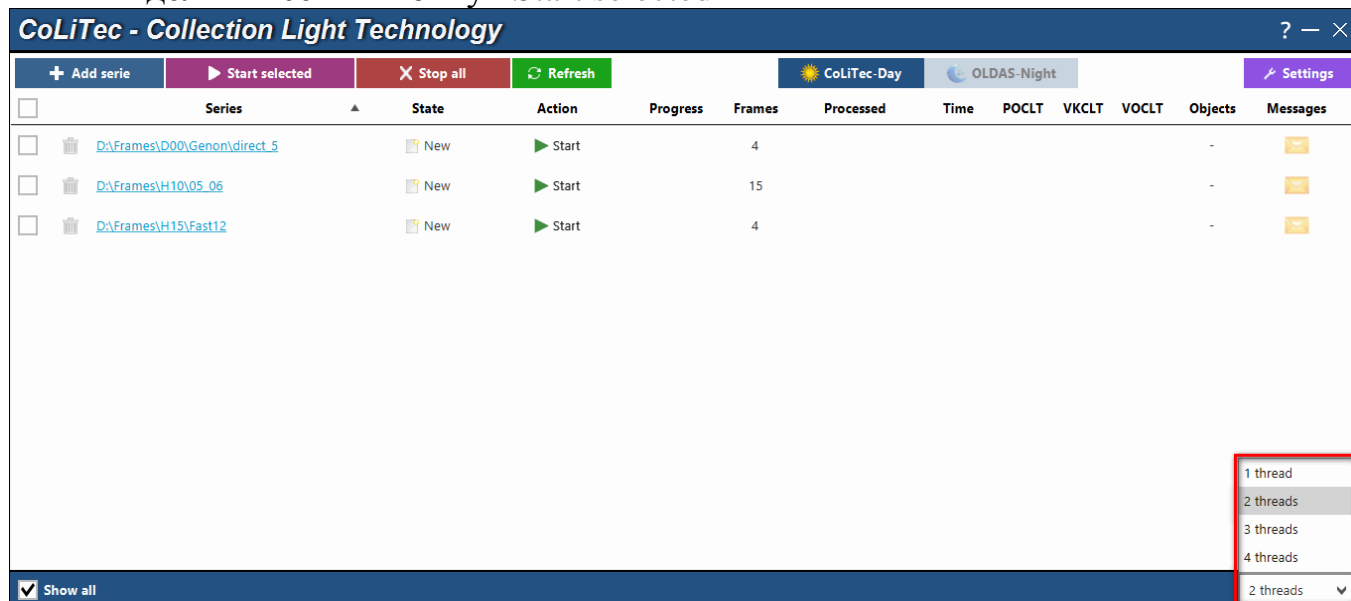 Start selected
CoLiTec - Collection Light Technology
? — ×
Add serie Start selected Stop all Refresh CoLiTec-Day OLDAS-Night Settings
Series State Action Progress Frames Processed Time POCLT VKCLT VOCLT Objects Messages
D:\Frames\D00\Genon\direct_5 New Start 4 -
D:\Frames\H10\05_06 New Start 15 -
D:\Frames\H15\Fast12 New Start 4 -
1 thread
2 threads
3 threads
4 threads
Show all 2 threads